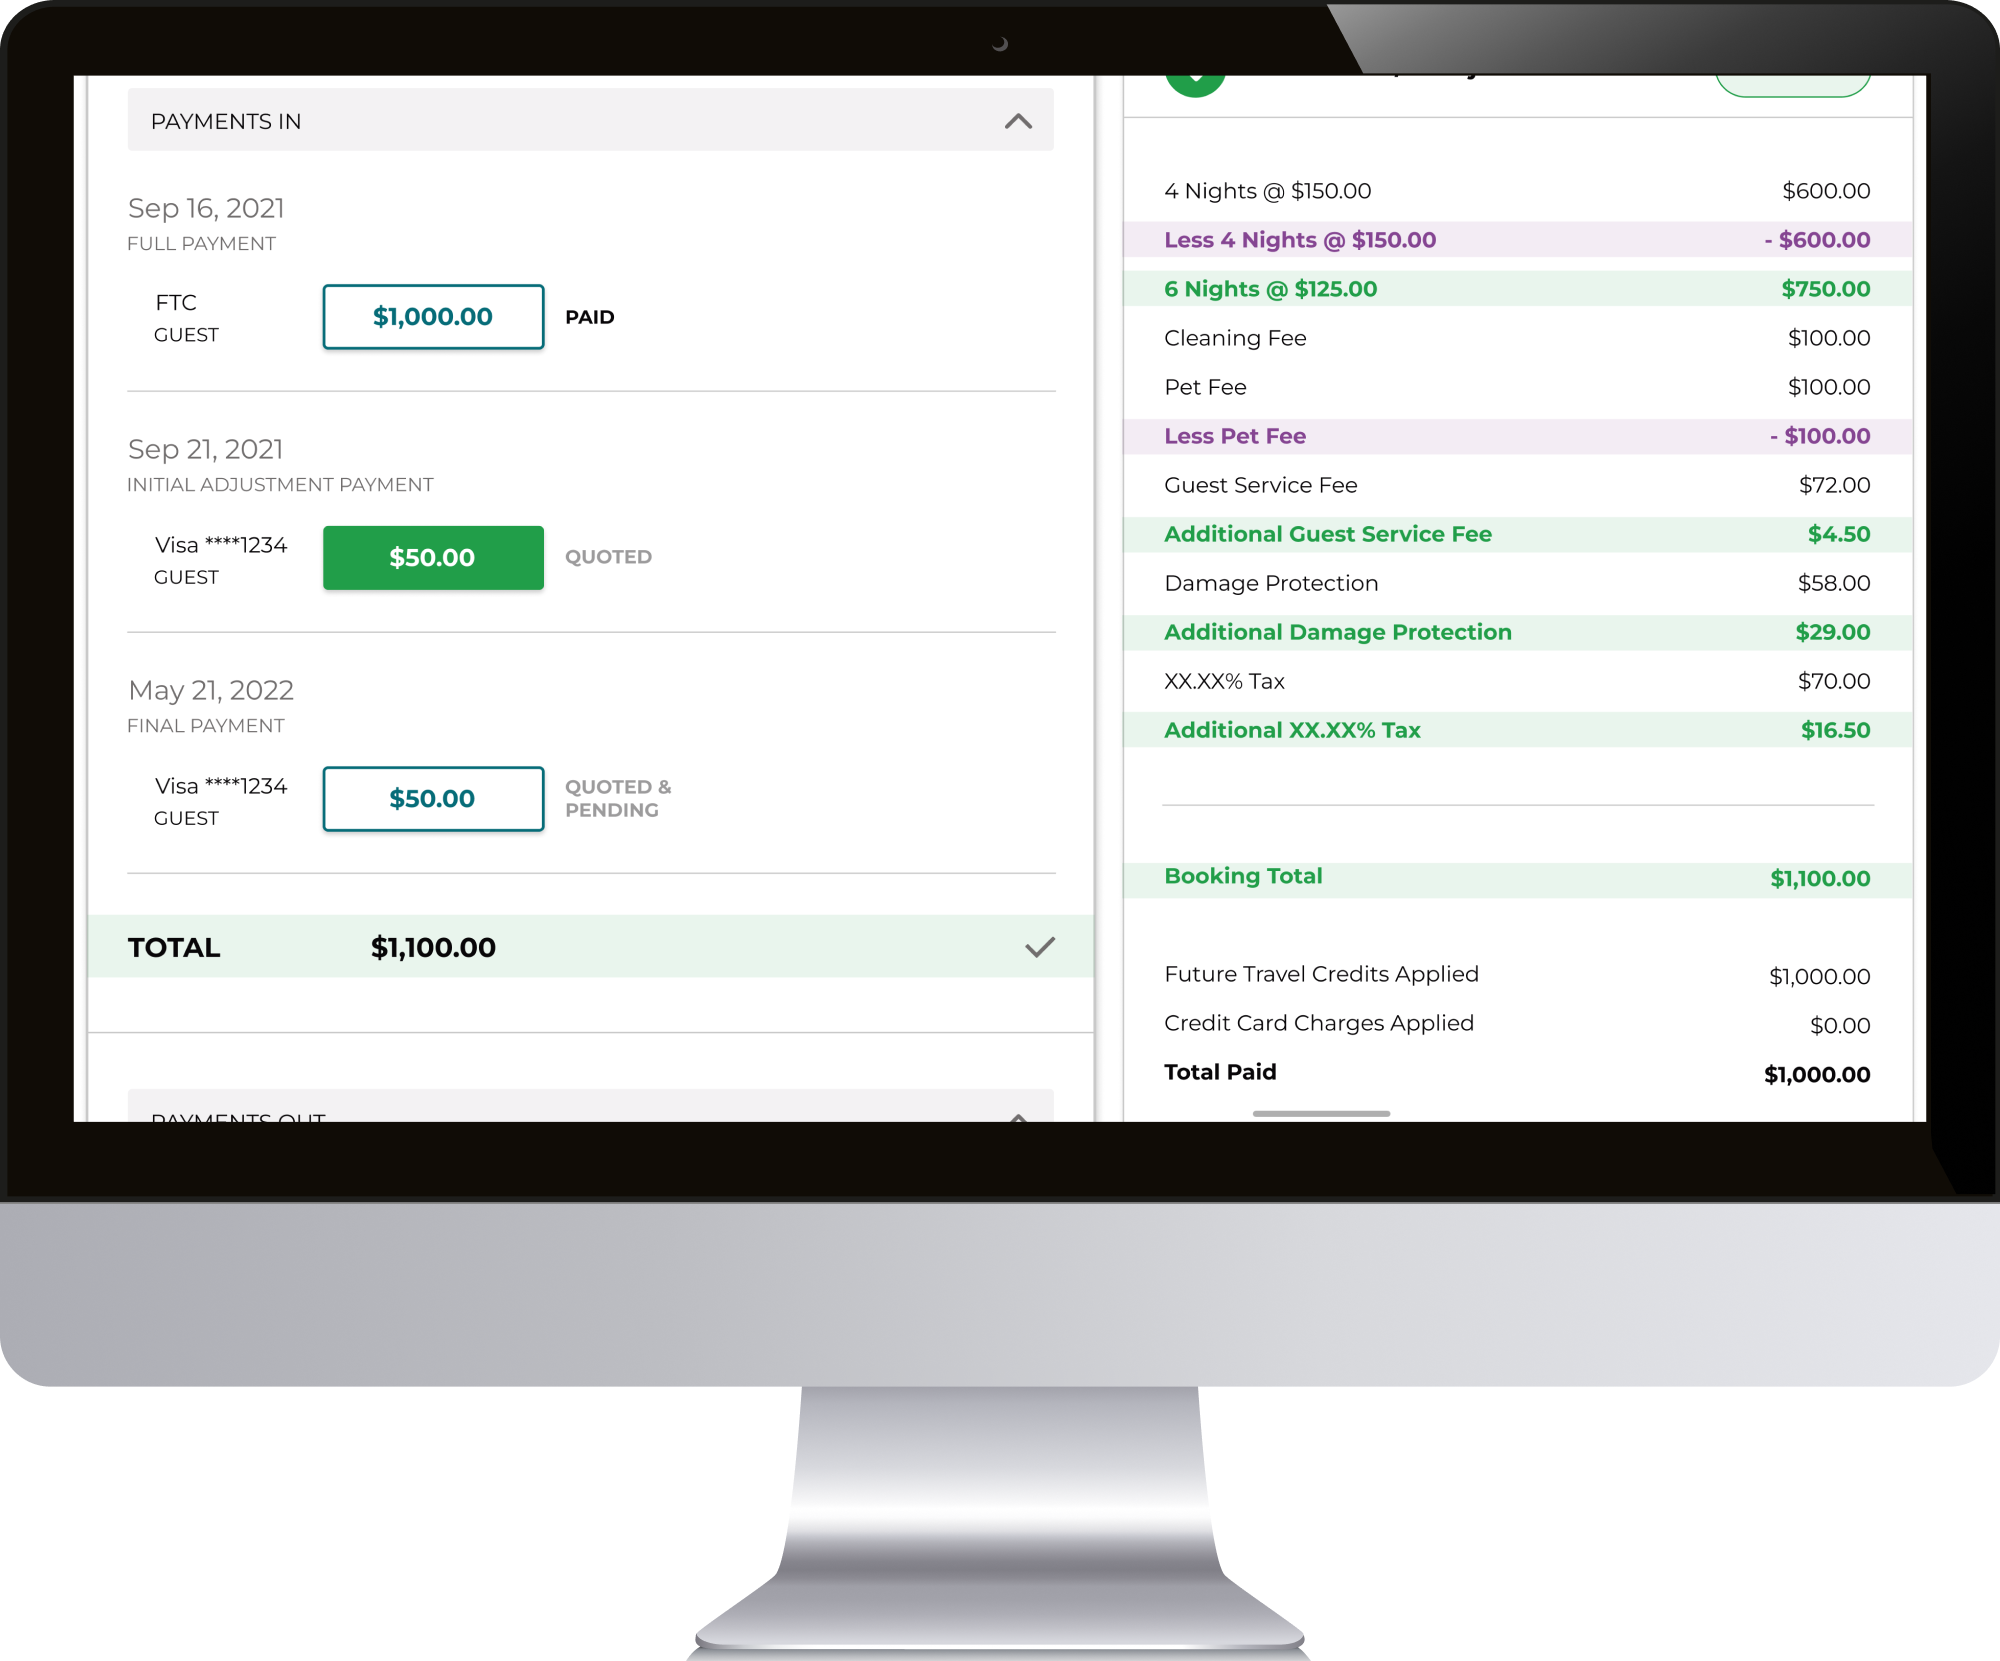 PAYMENTS IN
Sep 16, 2021
FULL PAYMENT
FTC
GUEST
$1,000.00
PAID
Sep 21, 2021
INITIAL ADJUSTMENT PAYMENT
Visa ****1234
GUEST
$50.00
QUOTED
May 21, 2022
FINAL PAYMENT
Visa ****1234
GUEST
$50.00
QUOTED &
PENDING
TOTAL $1,100.00
PAYMENTS OUT
4 Nights @ $150.00 $600.00
Less 4 Nights @ $150.00 - $600.00
6 Nights @ $125.00 $750.00
Cleaning Fee $100.00
Pet Fee $100.00
Less Pet Fee - $100.00
Guest Service Fee $72.00
Additional Guest Service Fee $4.50
Damage Protection $58.00
Additional Damage Protection $29.00
XX.XX% Tax $70.00
Additional XX.XX% Tax $16.50
Booking Total $1,100.00
Future Travel Credits Applied $1,000.00
Credit Card Charges Applied $0.00
Total Paid $1,000.00